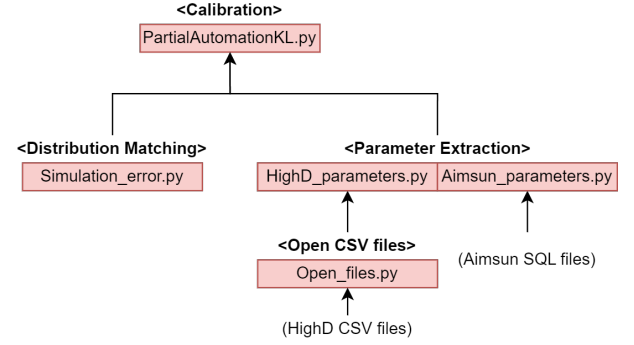 <Calibration>
PartialAutomationKL.py
<Distribution Matching>
Simulation_error.py
<Parameter Extraction>
HighD_parameters.py
Aimsun_parameters.py
<Open CSV files>
Open_files.py
(Aimsun SQL files)
(HighD CSV files)